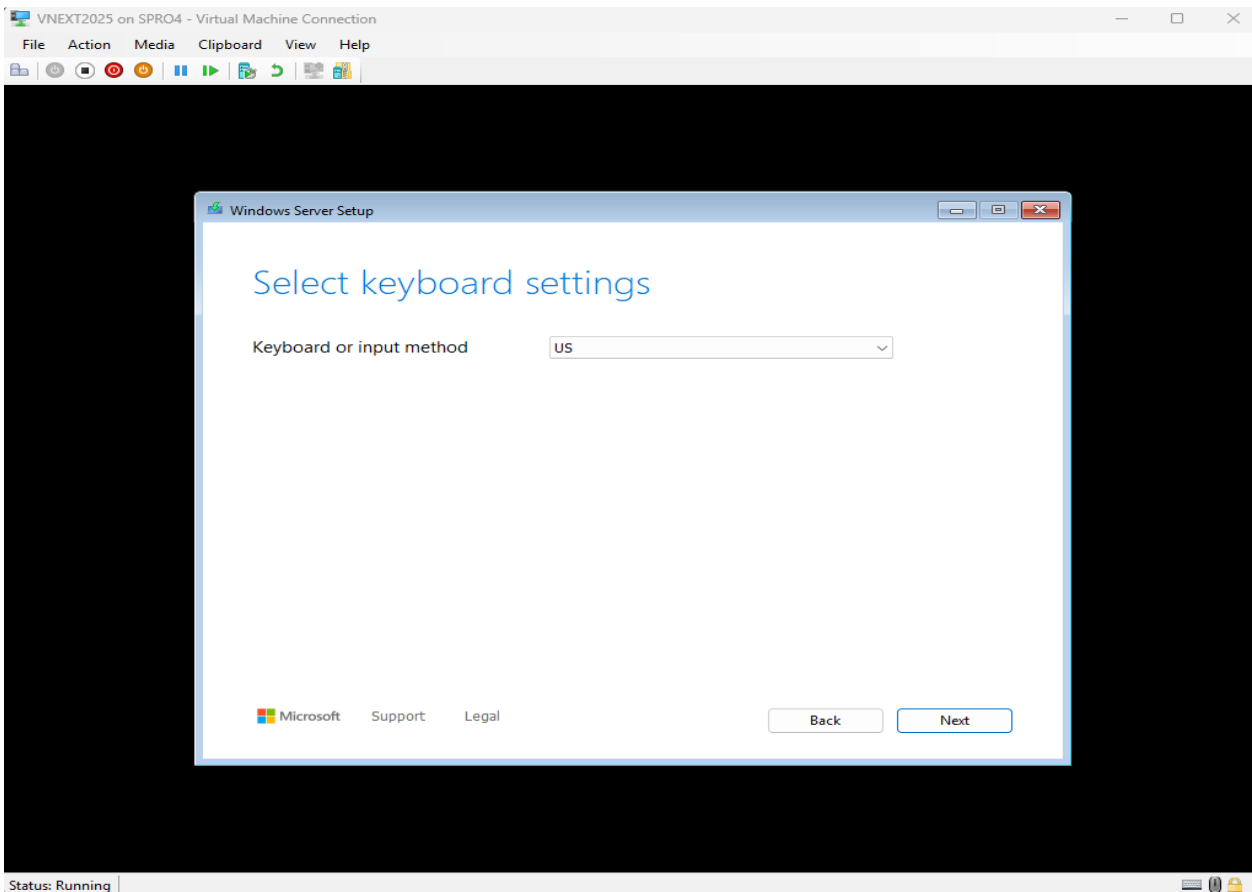 VNEXT2025 on SPRO4 - Virtual Machine Connection
File Action Media Clipboard View Help
Windows Server Setup
Select keyboard settings
Keyboard or input method US
Microsoft Support Legal Back Next
Status: Running